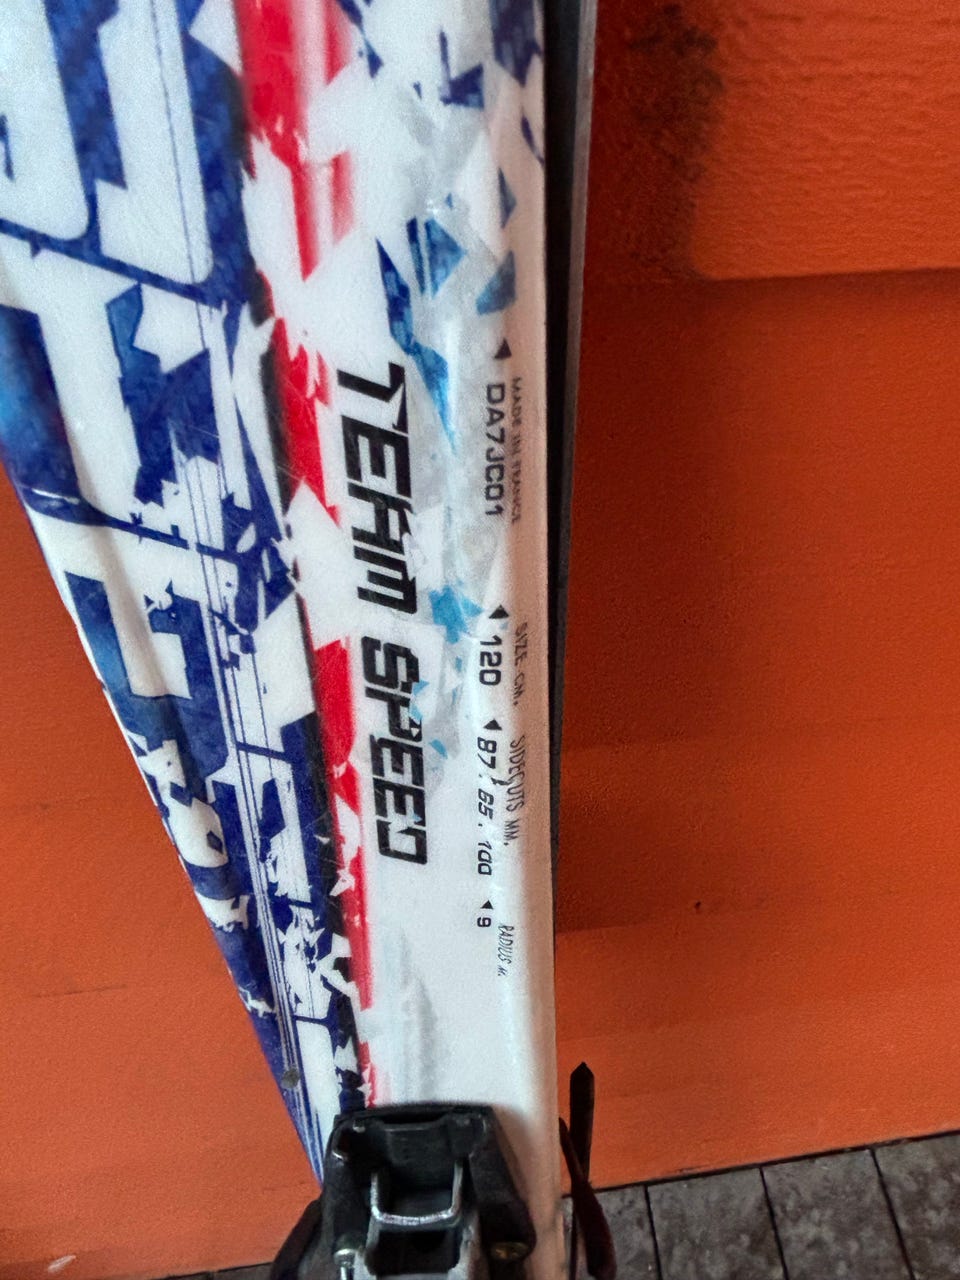 TEAM SPEED
DA7JC01
MADE IN FRANCE
120
SIZE CM.
87. 65. 100
SIDECUTS MM.
9
RADIUS M.